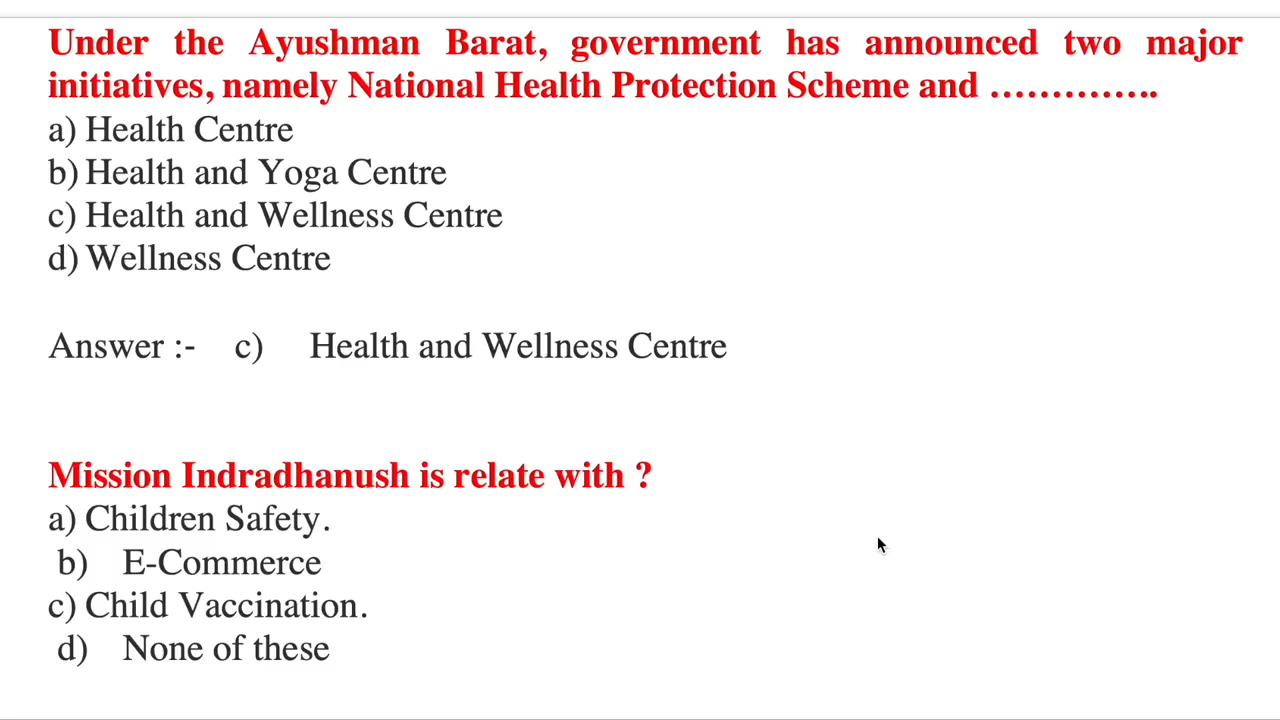 Under the Ayushman Barat, government has announced two major
initiatives, namely National Health Protection Scheme and …………..
a) Health Centre
b) Health and Yoga Centre
c) Health and Wellness Centre
d) Wellness Centre
Answer :- c) Health and Wellness Centre
Mission Indradhanush is relate with ?
a) Children Safety.
b) E-Commerce
c) Child Vaccination.
d) None of these